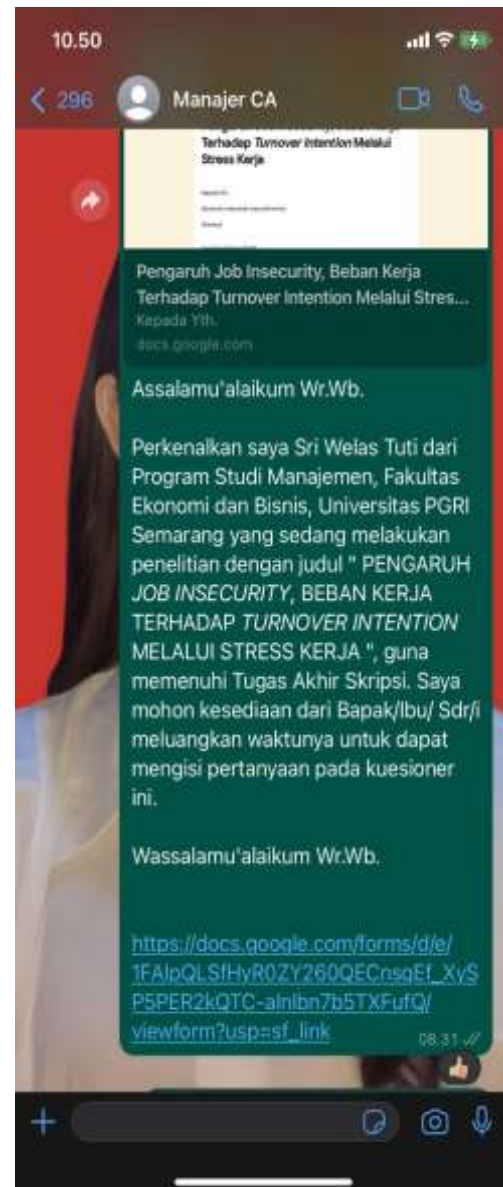 10.50
296
Manajer CA
Terhadap Turnover Intention Melalui
Stress Kerja
Pengaruh Job Insecurity, Beban Kerja
Terhadap Turnover Intention Melalui Stres...
Kepada Yth.
docs.google.com
Assalamu'alaikum Wr.Wb.
Perkenalkan saya Sri Welas Tuti dari
Program Studi Manajemen, Fakultas
Ekonomi dan Bisnis, Universitas PGRI
Semarang yang sedang melakukan
penelitian dengan judul " PENGARUH
JOB INSECURITY, BEBAN KERJA
TERHADAP TURNOVER INTENTION
MELALUI STRESS KERJA ", guna
memenuhi Tugas Akhir Skripsi. Saya
mohon kesediaan dari Bapak/Ibu/ Sdr/i
meluangkan waktunya untuk dapat
mengisi pertanyaan pada kuesioner
ini.
Wassalamu'alaikum Wr.Wb.
https://docs.google.com/forms/d/e/
viewform?usp=sf_link
08.31